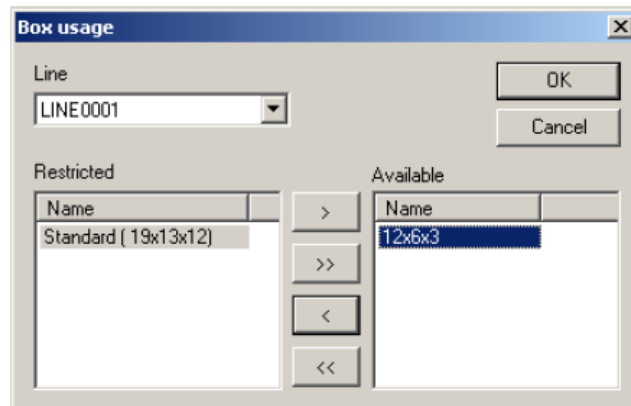 Box usage
Line
OK
LINE0001
Cancel
Restricted
Available
Name
Name
>
Standard ( 19x13x12)
12x6x3
>>
<
<<